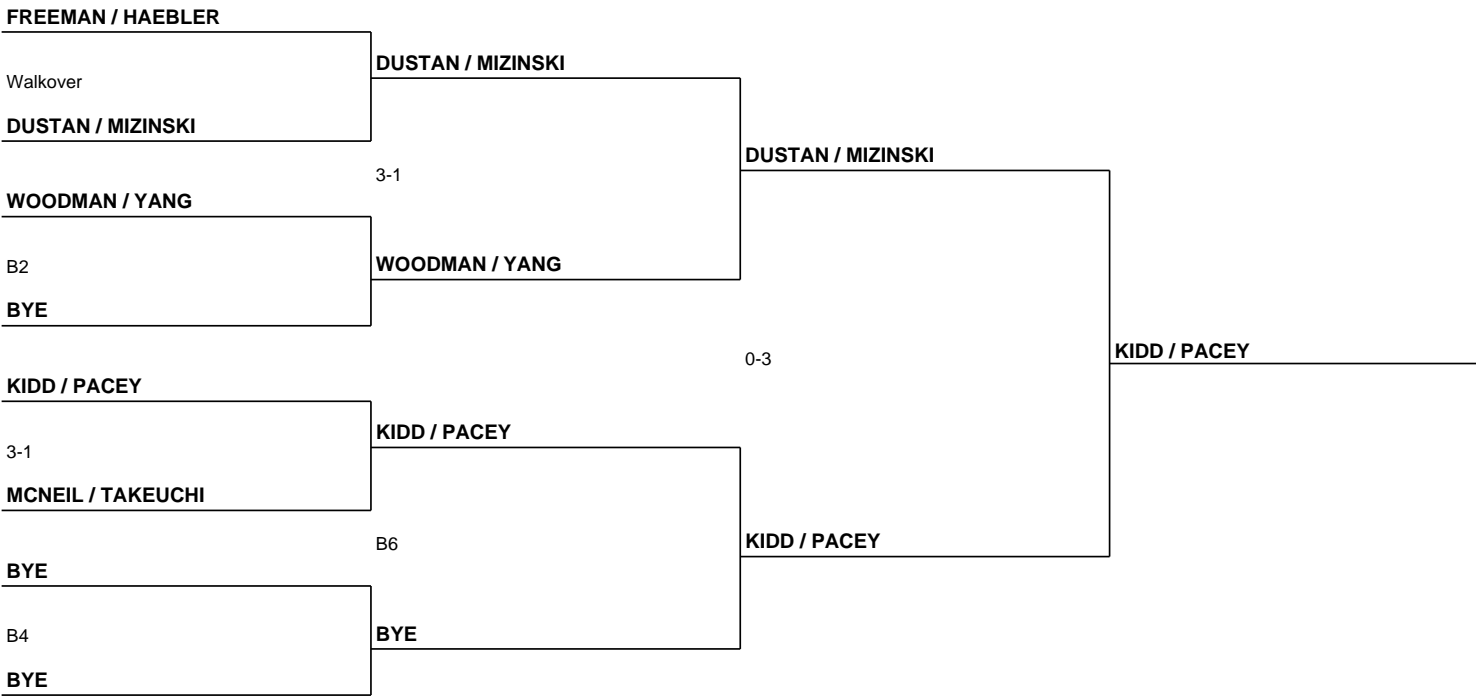 FREEMAN / HAEBLER
Walkover
DUSTAN / MIZINSKI
WOODMAN / YANG
B2
BYE
KIDD / PACEY
3-1
MCNEIL / TAKEUCHI
BYE
B4
BYE
DUSTAN / MIZINSKI
3-1
WOODMAN / YANG
KIDD / PACEY
B6
BYE
DUSTAN / MIZINSKI
0-3
KIDD / PACEY
KIDD / PACEY